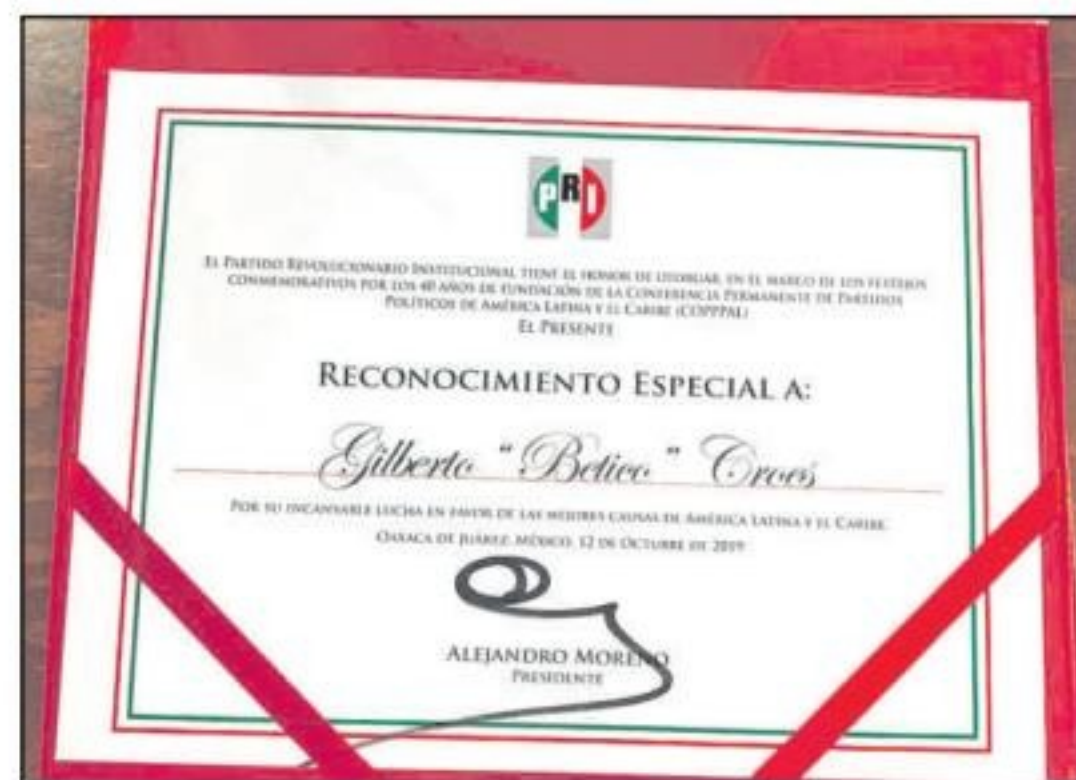 PRI
EL PARTIDO REVOLUCIONARIO INSTITUCIONAL TIENE EL HONOR DE OTORGAR, EN EL MARCO DE LOS FESTEJOS
CONMEMORATIVOS POR LOS 40 AÑOS DE FUNDACIÓN DE LA CONFERENCIA PERMANENTE DE PARTIDOS
POLÍTICOS DE AMÉRICA LATINA Y EL CARIBE (COPPPAL)
EL PRESENTE
RECONOCIMIENTO ESPECIAL A:
Gilberto "Betico" Croes
POR SU INCANSABLE LUCHA EN FAVOR DE LAS MEJORES CAUSAS DE AMÉRICA LATINA Y EL CARIBE
OAXACA DE JUÁREZ, MÉXICO, 12 DE OCTUBRE DE 2019
ALEJANDRO MORENO
PRESIDENTE